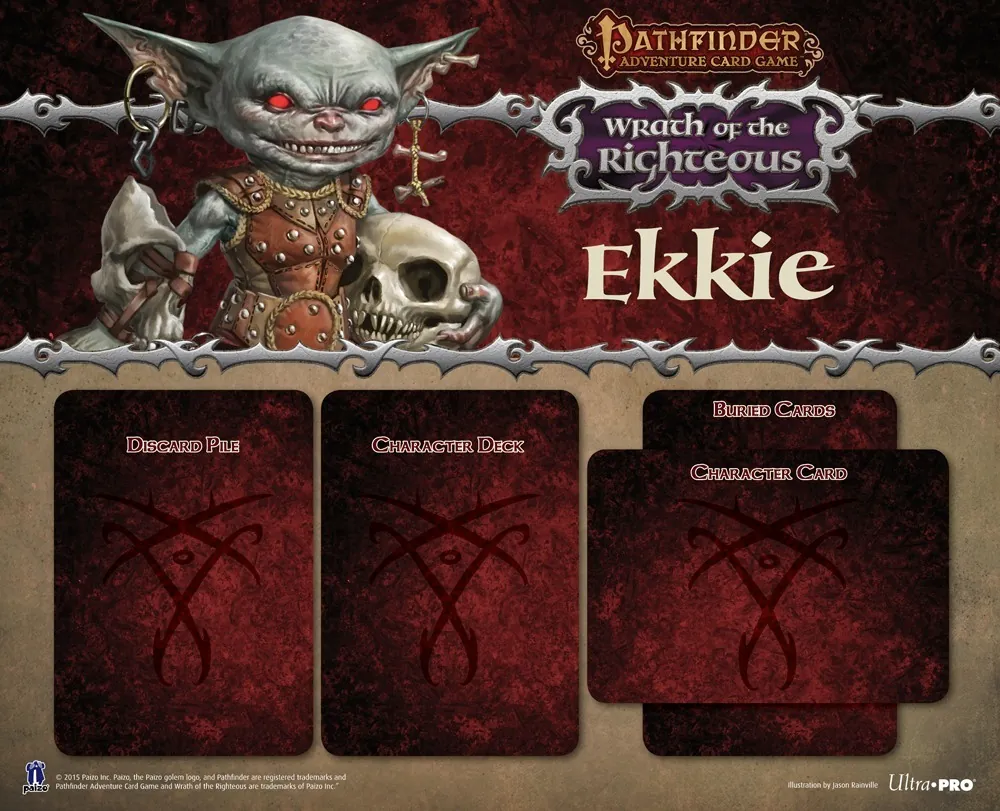 PATHFINDER
ADVENTURE CARD GAME
WRATH OF THE
RIGHTEOUS
EKKIE
DISCARD PILE
CHARACTER DECK
BURIED CARDS
CHARACTER CARD
paizo
© 2015 Paizo Inc. Paizo, the Paizo golem logo, and Pathfinder are registered trademarks and
Pathfinder Adventure Card Game and Wrath of the Righteous are trademarks of Paizo Inc.”
Illustration by Jason Rainville
Ultra•PRO®